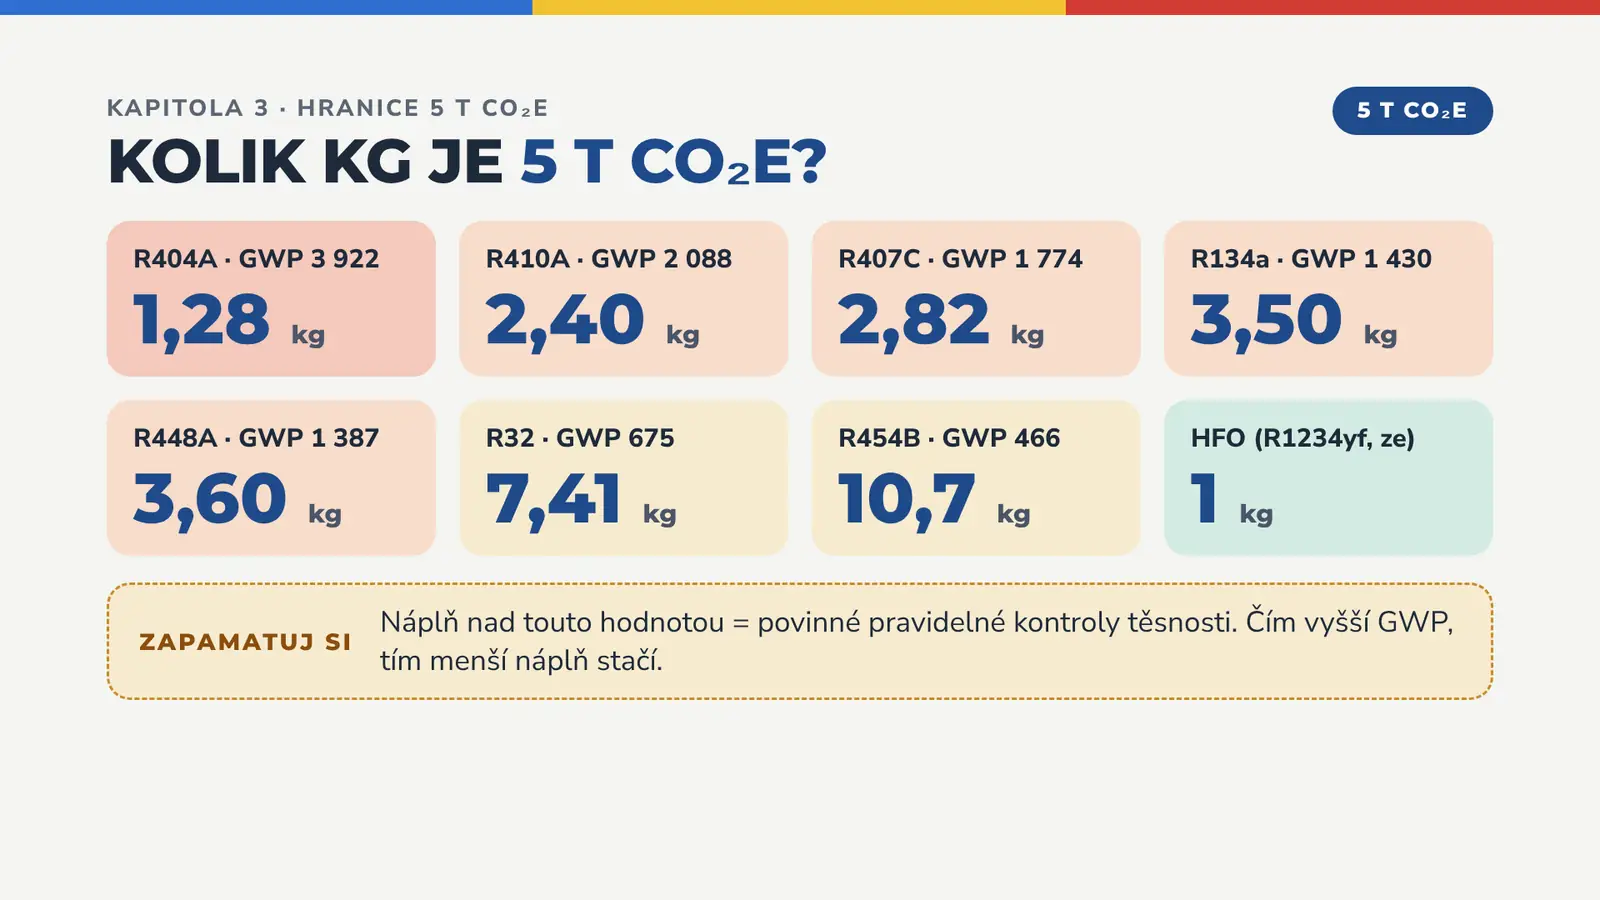 KAPITOLA 3 · HRANICE 5 T CO₂E
5 T CO₂E
KOLIK KG JE 5 T CO₂E?
R404A · GWP 3 922
1,28 kg
R410A · GWP 2 088
2,40 kg
R407C · GWP 1 774
2,82 kg
R134a · GWP 1 430
3,50 kg
R448A · GWP 1 387
3,60 kg
R32 · GWP 675
7,41 kg
R454B · GWP 466
10,7 kg
HFO (R1234yf, ze)
1 kg
ZAPAMATUJ SI
Náplň nad touto hodnotou = povinné pravidelné kontroly těsnosti. Čím vyšší GWP,
tím menší náplň stačí.